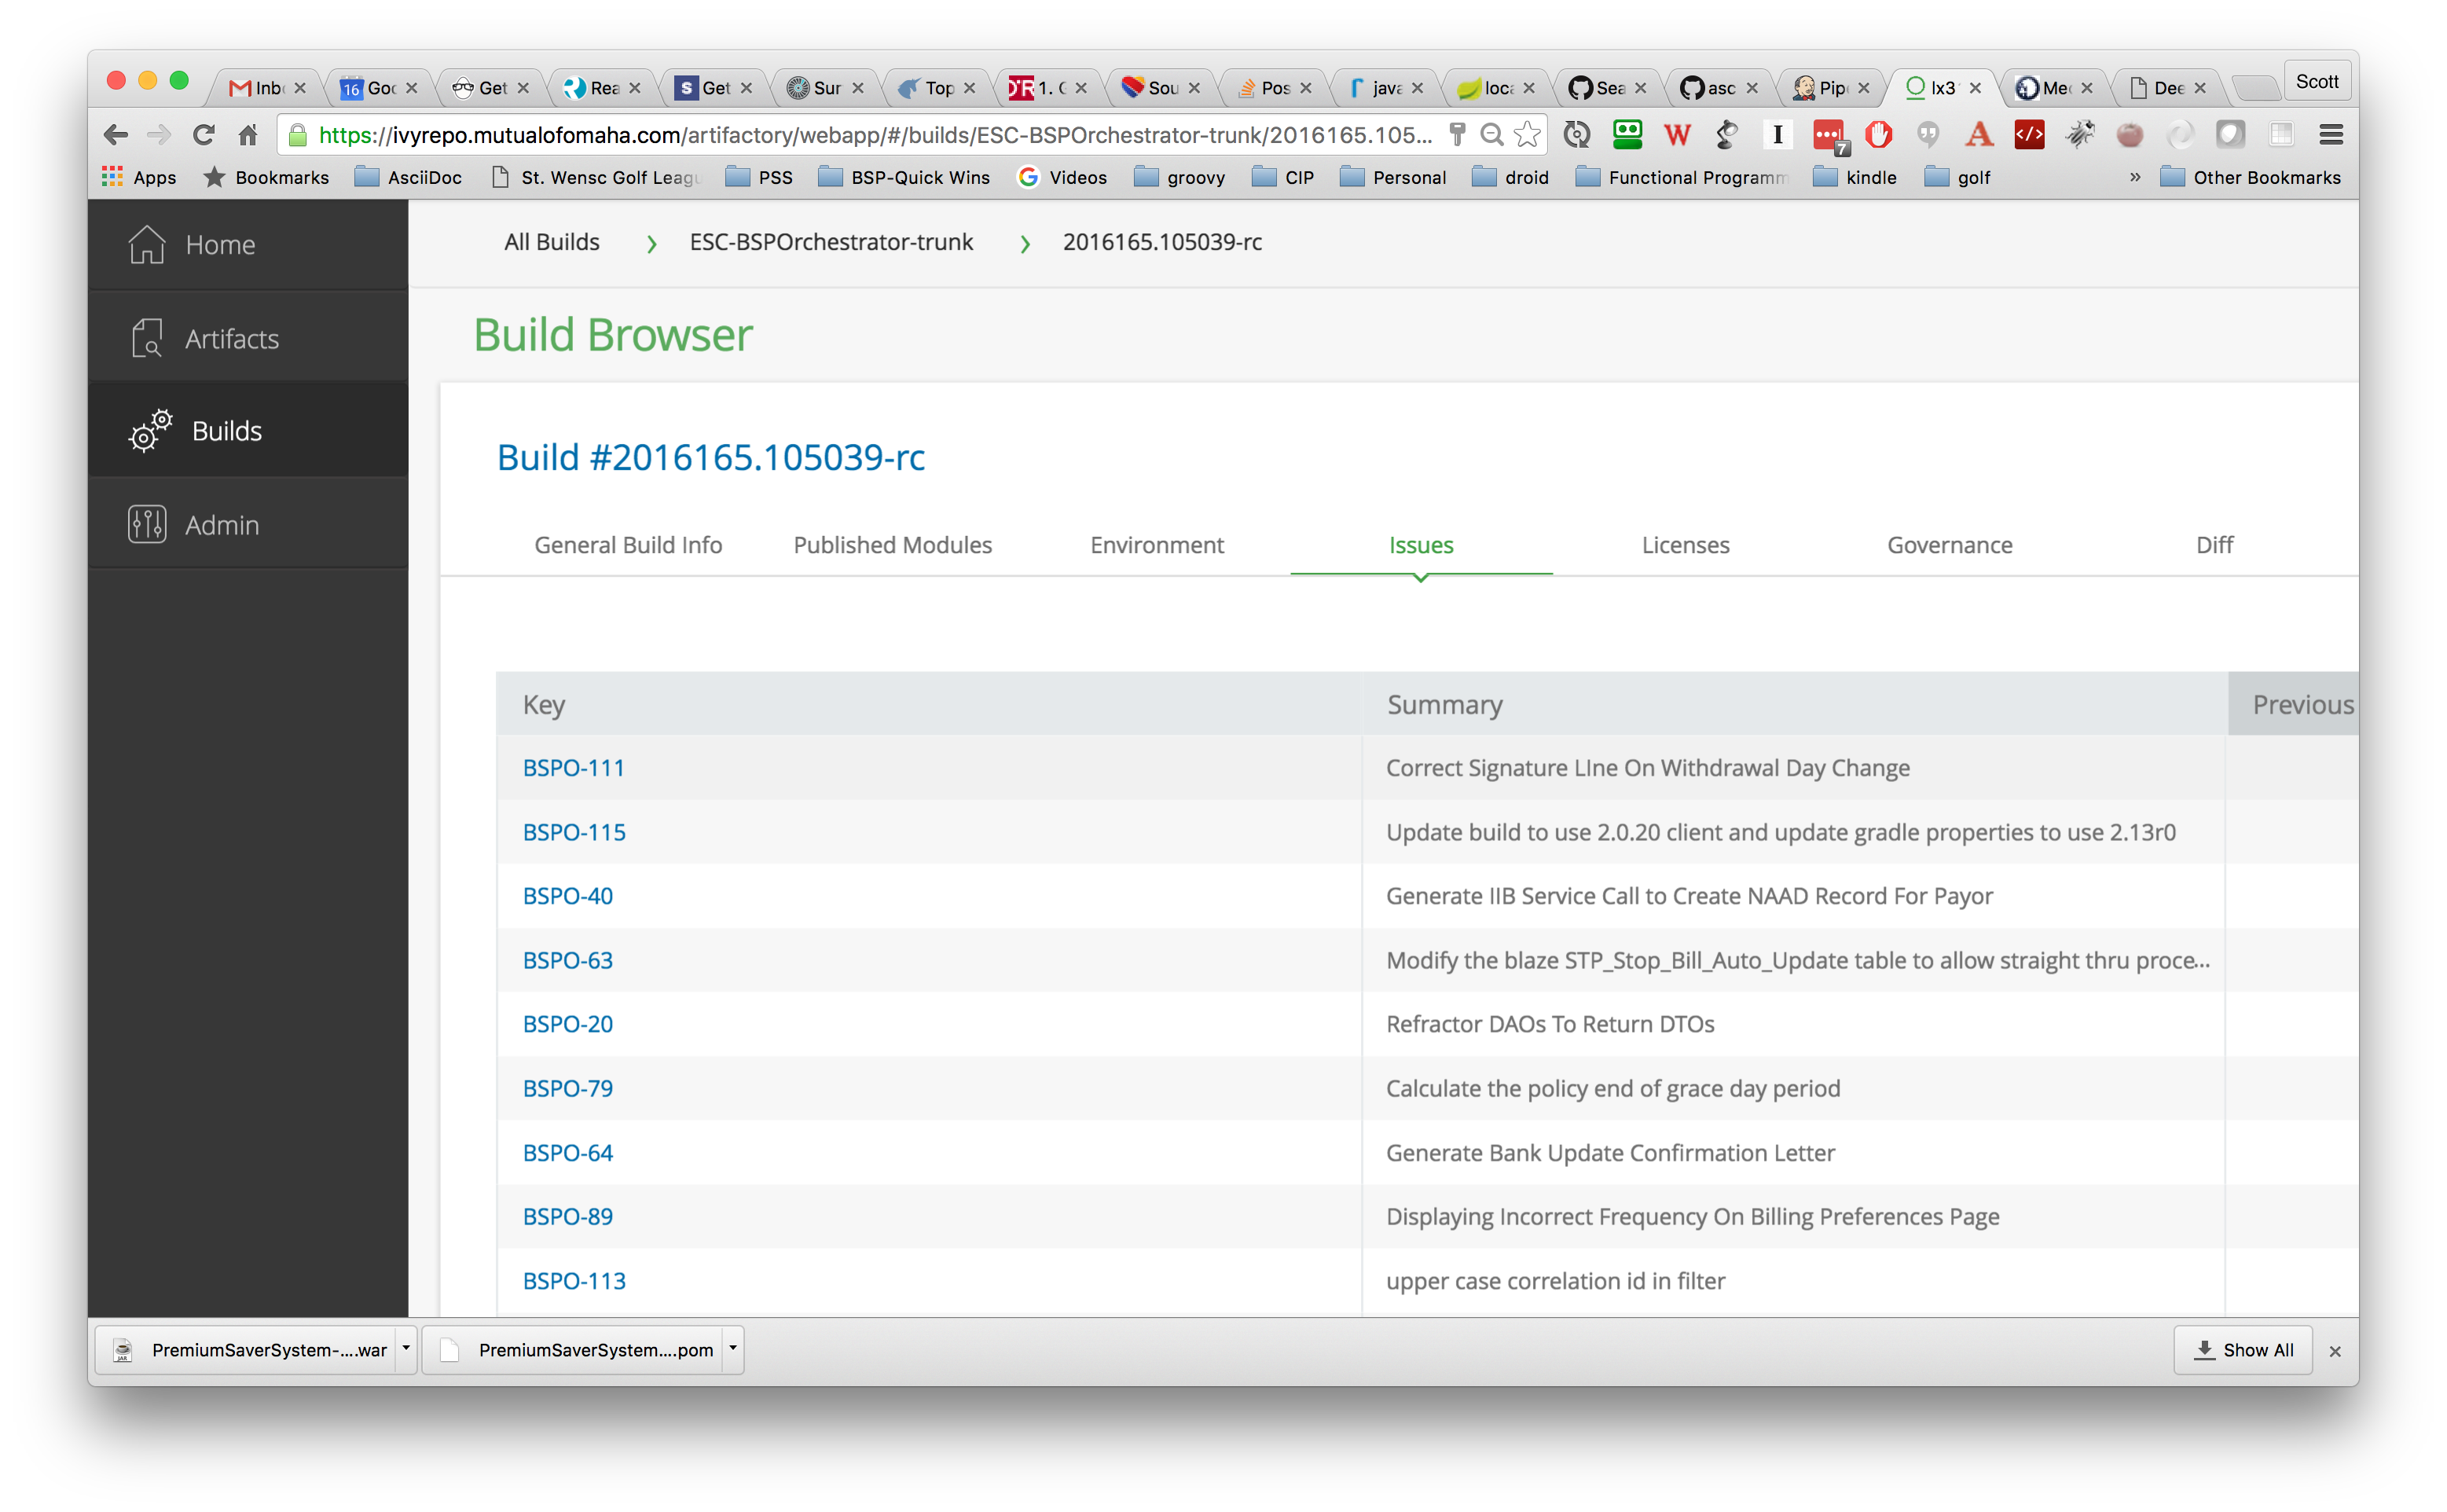 Inb Goo Get Rea Get Sur Top 1. G Sou Pos java loca Sea asc Pip lx3 Me Dee Scott
https://ivyrepo.mutualofomaha.com/artifactory/webapp/#/builds/ESC-BSPOrchestrator-trunk/2016165.105...
Apps Bookmarks AsciiDoc St. Wensc Golf Leagu PSS BSP-Quick Wins Videos groovy CIP Personal droid Functional Programm kindle golf » Other Bookmarks
Home
Artifacts
Builds
Admin
All Builds > ESC-BSPOrchestrator-trunk > 2016165.105039-rc
Build Browser
Build #2016165.105039-rc
General Build Info Published Modules Environment Issues Licenses Governance Diff
Key Summary Previous
BSPO-111 Correct Signature LIne On Withdrawal Day Change
BSPO-115 Update build to use 2.0.20 client and update gradle properties to use 2.13r0
BSPO-40 Generate IIB Service Call to Create NAAD Record For Payor
BSPO-63 Modify the blaze STP_Stop_Bill_Auto_Update table to allow straight thru proce...
BSPO-20 Refractor DAOs To Return DTOs
BSPO-79 Calculate the policy end of grace day period
BSPO-64 Generate Bank Update Confirmation Letter
BSPO-89 Displaying Incorrect Frequency On Billing Preferences Page
BSPO-113 upper case correlation id in filter
PremiumSaverSystem-....war PremiumSaverSystem....pom Show All